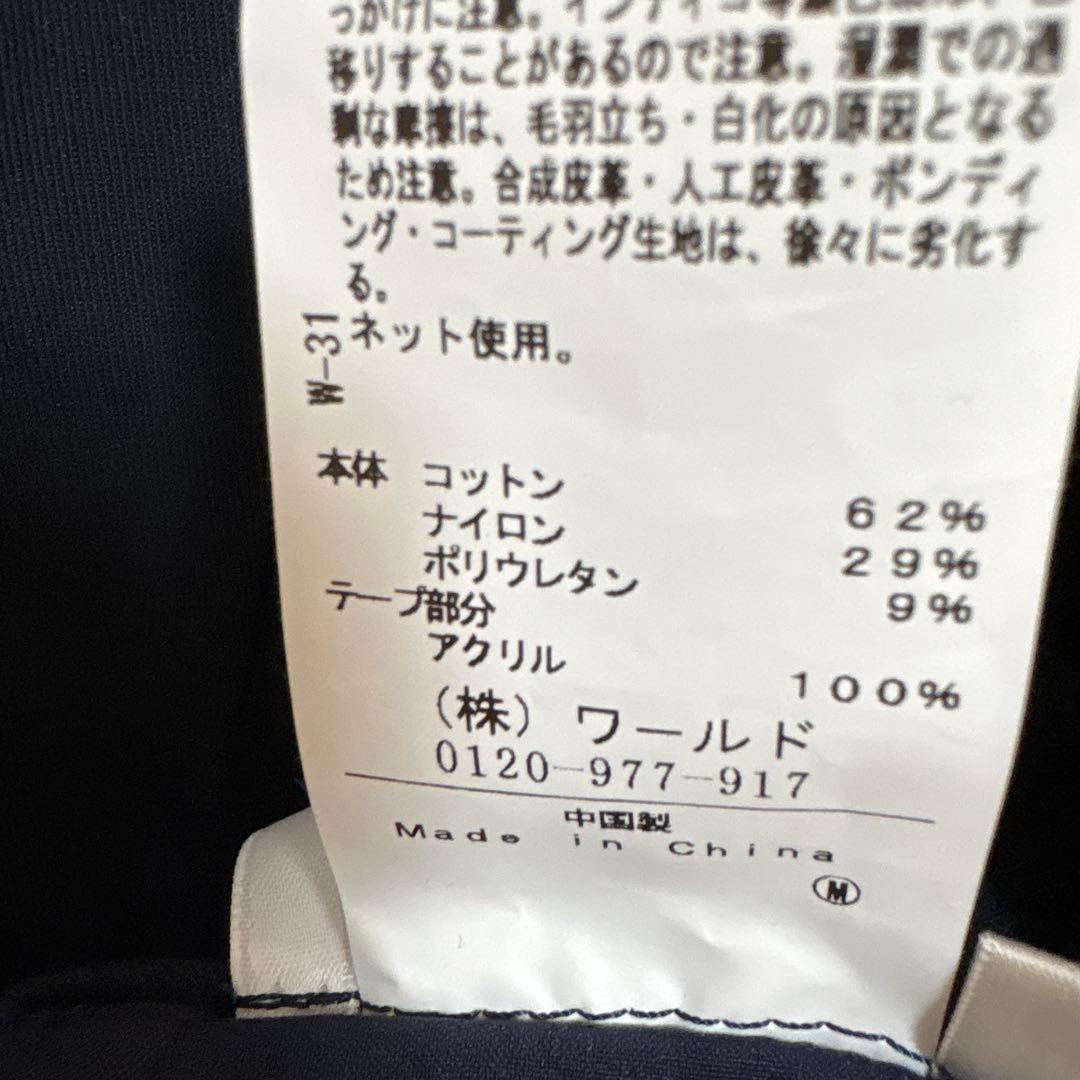 っかけに注意。インディゴ等濃色
移りすることがあるので注意。湿潤での過
剰な摩擦は、毛羽立ち・白化の原因となる
ため注意。合成皮革・人工皮革・ボンディ
ング・コーティング生地は、徐々に劣化す
る。
W-31
ネット使用。
本体 コットン 62%
ナイロン 29%
ポリウレタン 9%
テープ部分
アクリル 100%
(株) ワールド
0120-977-917
中国製
Made in China
M